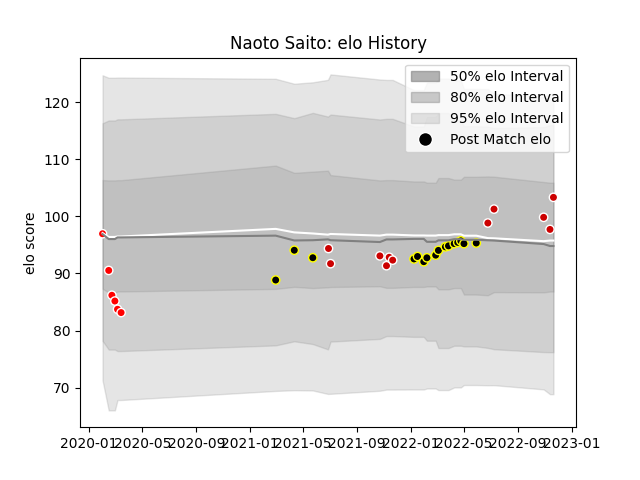 Naoto Saito: elo History
50% elo Interval
80% elo Interval
95% elo Interval
Post Match elo
elo score
120
110
100
90
80
70
2020-01 2020-05 2020-09 2021-01 2021-05 2021-09 2022-01 2022-05 2022-09 2023-01